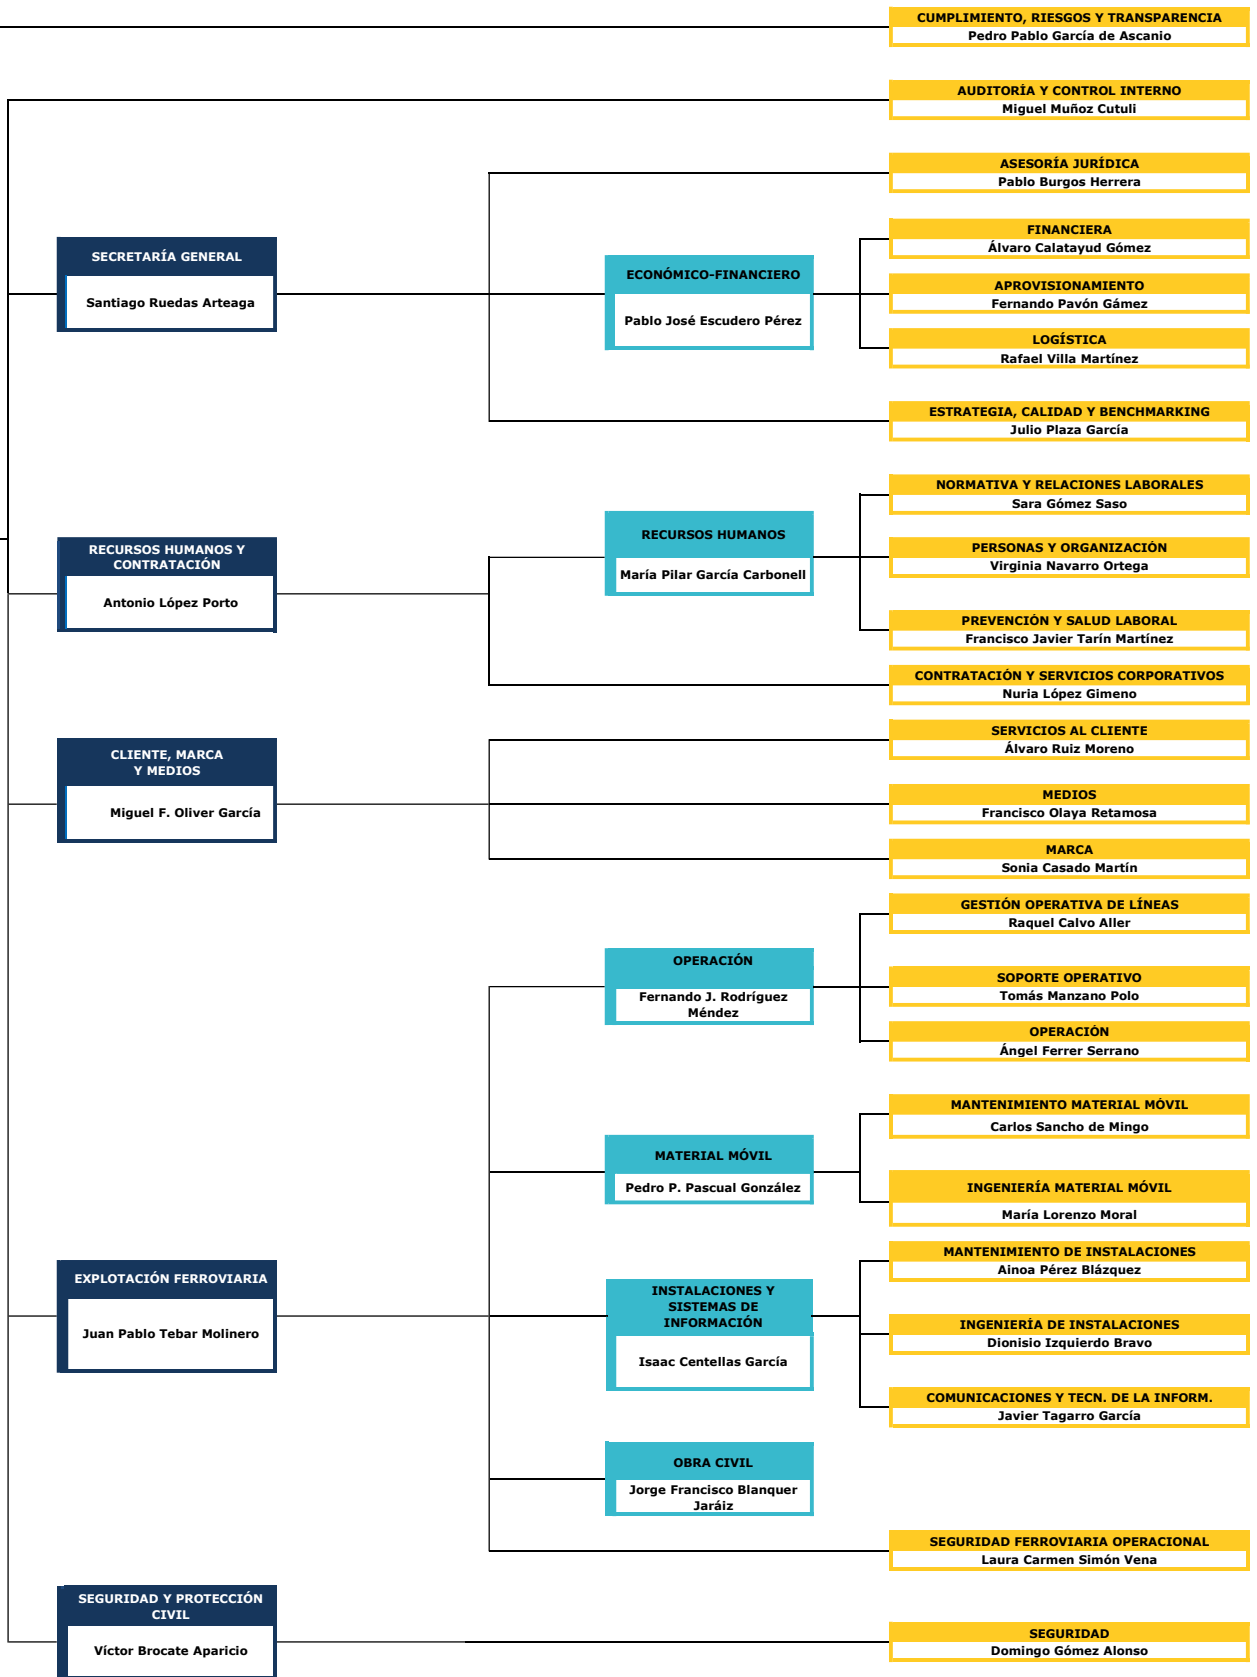 CUMPLIMIENTO, RIESGOS Y TRANSPARENCIA
Pedro Pablo García de Ascanio
AUDITORÍA Y CONTROL INTERNO
Miguel Muñoz Cutuli
SECRETARÍA GENERAL
Santiago Ruedas Arteaga
ASESORÍA JURÍDICA
Pablo Burgos Herrera
ECONÓMICO-FINANCIERO
Pablo José Escudero Pérez
FINANCIERA
Álvaro Calatayud Gómez
APROVISIONAMIENTO
Fernando Pavón Gámez
LOGÍSTICA
Rafael Villa Martínez
ESTRATEGIA, CALIDAD Y BENCHMARKING
Julio Plaza García
RECURSOS HUMANOS Y
CONTRATACIÓN
Antonio López Porto
RECURSOS HUMANOS
María Pilar García Carbonell
NORMATIVA Y RELACIONES LABORALES
Sara Gómez Saso
PERSONAS Y ORGANIZACIÓN
Virginia Navarro Ortega
PREVENCIÓN Y SALUD LABORAL
Francisco Javier Tarín Martínez
CONTRATACIÓN Y SERVICIOS CORPORATIVOS
Nuria López Gimeno
CLIENTE, MARCA
Y MEDIOS
Miguel F. Oliver García
SERVICIOS AL CLIENTE
Álvaro Ruiz Moreno
MEDIOS
Francisco Olaya Retamosa
MARCA
Sonia Casado Martín
EXPLOTACIÓN FERROVIARIA
Juan Pablo Tebar Molinero
OPERACIÓN
Fernando J. Rodríguez
Méndez
GESTIÓN OPERATIVA DE LÍNEAS
Raquel Calvo Aller
SOPORTE OPERATIVO
Tomás Manzano Polo
OPERACIÓN
Ángel Ferrer Serrano
MATERIAL MÓVIL
Pedro P. Pascual González
MANTENIMIENTO MATERIAL MÓVIL
Carlos Sancho de Mingo
INGENIERÍA MATERIAL MÓVIL
María Lorenzo Moral
INSTALACIONES Y
SISTEMAS DE
INFORMACIÓN
Isaac Centellas García
MANTENIMIENTO DE INSTALACIONES
Ainoa Pérez Blázquez
INGENIERÍA DE INSTALACIONES
Dionisio Izquierdo Bravo
COMUNICACIONES Y TECN. DE LA INFORM.
Javier Tagarro García
OBRA CIVIL
Jorge Francisco Blanquer
Jaráiz
SEGURIDAD FERROVIARIA OPERACIONAL
Laura Carmen Simón Vena
SEGURIDAD Y PROTECCIÓN
CIVIL
Víctor Brocate Aparicio
SEGURIDAD
Domingo Gómez Alonso